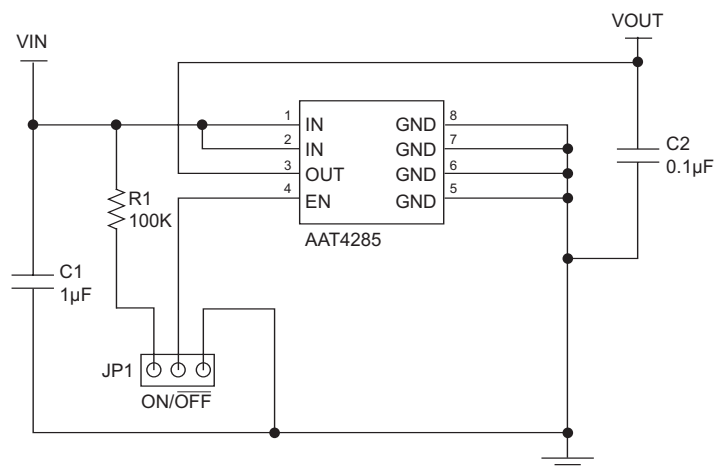 VIN
VOUT
1 IN GND 8
2 IN GND 7
3 OUT GND 6
4 EN GND 5
AAT4285
C2
0.1µF
R1
100K
C1
1µF
JP1
ON/OFF